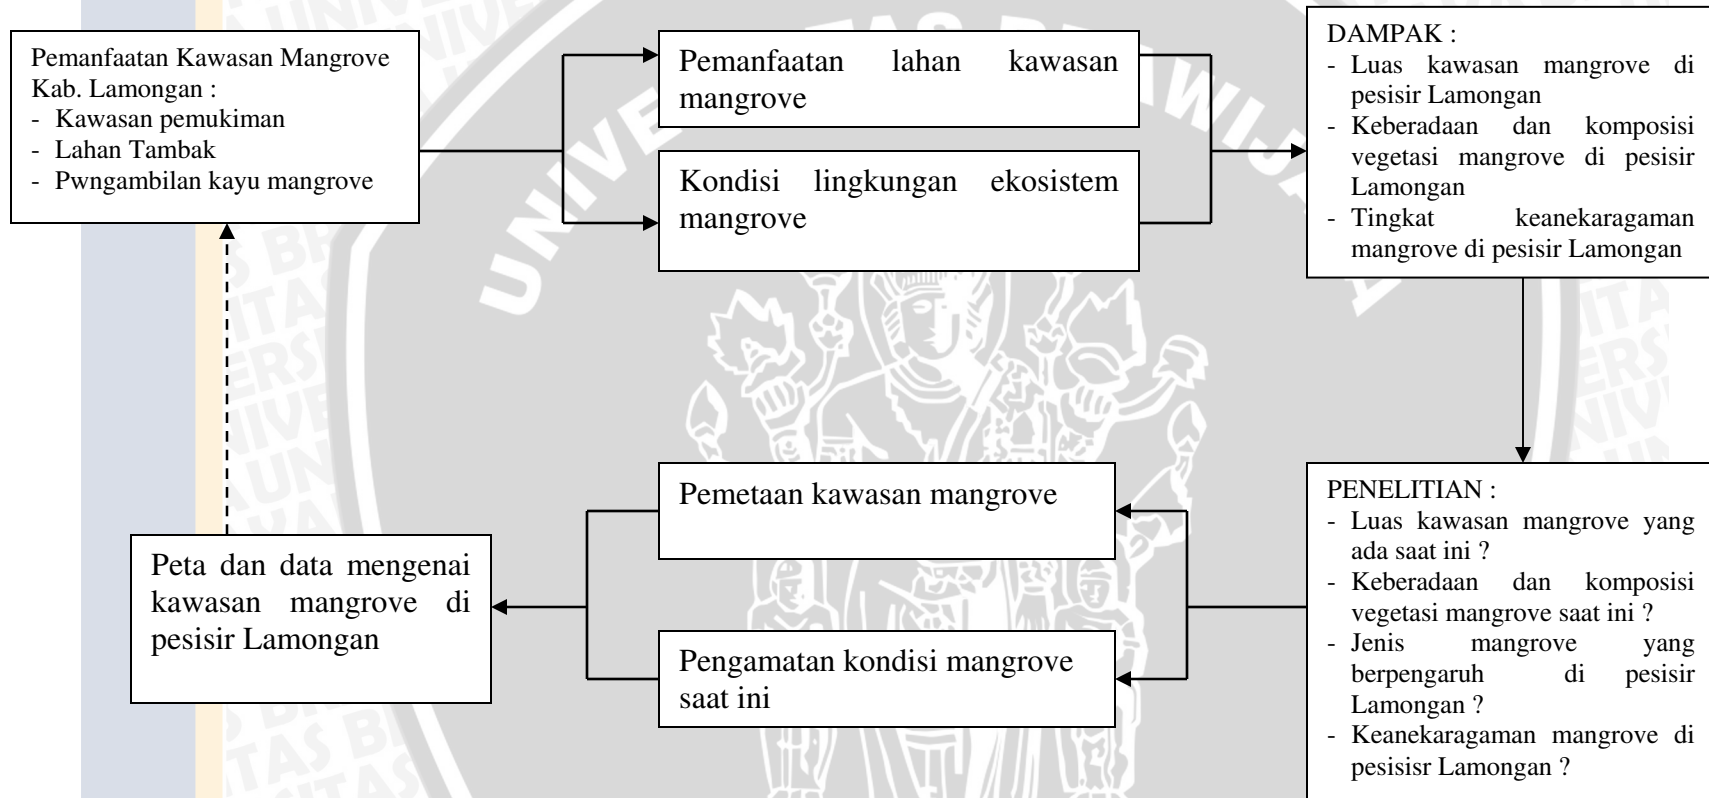 Pemanfaatan Kawasan Mangrove
Kab. Lamongan :
- Kawasan pemukiman
- Lahan Tambak
- Pwngambilan kayu mangrove
Pemanfaatan lahan kawasan
mangrove
Kondisi lingkungan ekosistem
mangrove
DAMPAK :
- Luas kawasan mangrove di
pesisir Lamongan
- Keberadaan dan komposisi
vegetasi mangrove di pesisir
Lamongan
- Tingkat keanekaragaman
mangrove di pesisir Lamongan
PENELITIAN :
- Luas kawasan mangrove yang
ada saat ini ?
- Keberadaan dan komposisi
vegetasi mangrove saat ini ?
- Jenis mangrove yang
berpengaruh di pesisir
Lamongan ?
- Keanekaragaman mangrove di
pesisisr Lamongan ?
Pemetaan kawasan mangrove
Pengamatan kondisi mangrove
saat ini
Peta dan data mengenai
kawasan mangrove di
pesisir Lamongan